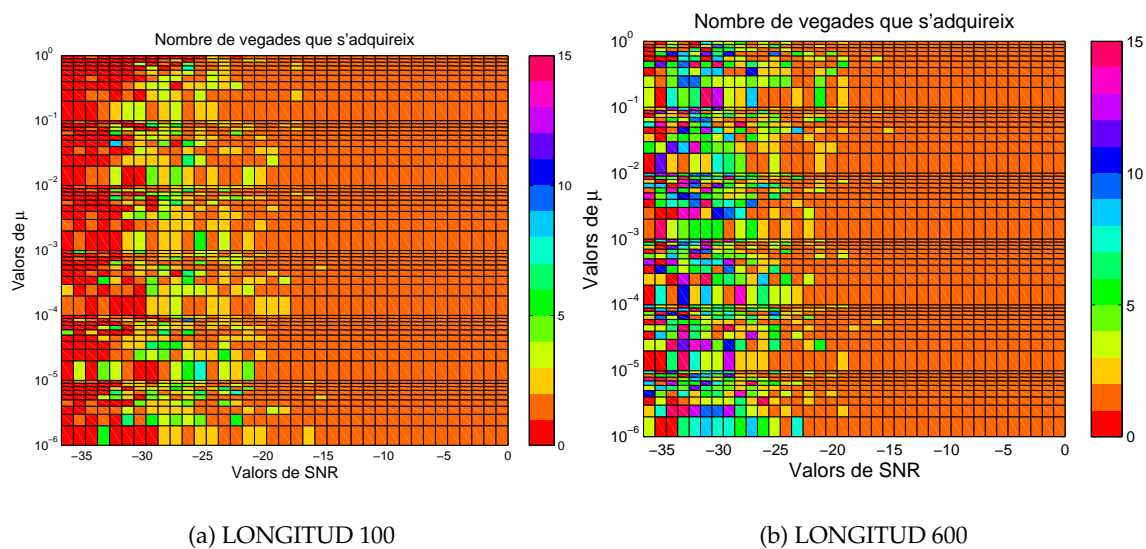 Nombre de vegades que s'adquireix
10^0
10^-1
10^-2
10^-3
10^-4
10^-5
10^-6
Valors de μ
−35 −30 −25 −20 −15 −10 −5 0
Valors de SNR
15
10
5
0
(a) LONGITUD 100
Nombre de vegades que s'adquireix
10^0
10^-1
10^-2
10^-3
10^-4
10^-5
10^-6
Valors de μ
−35 −30 −25 −20 −15 −10 −5 0
Valors de SNR
15
10
5
0
(b) LONGITUD 600